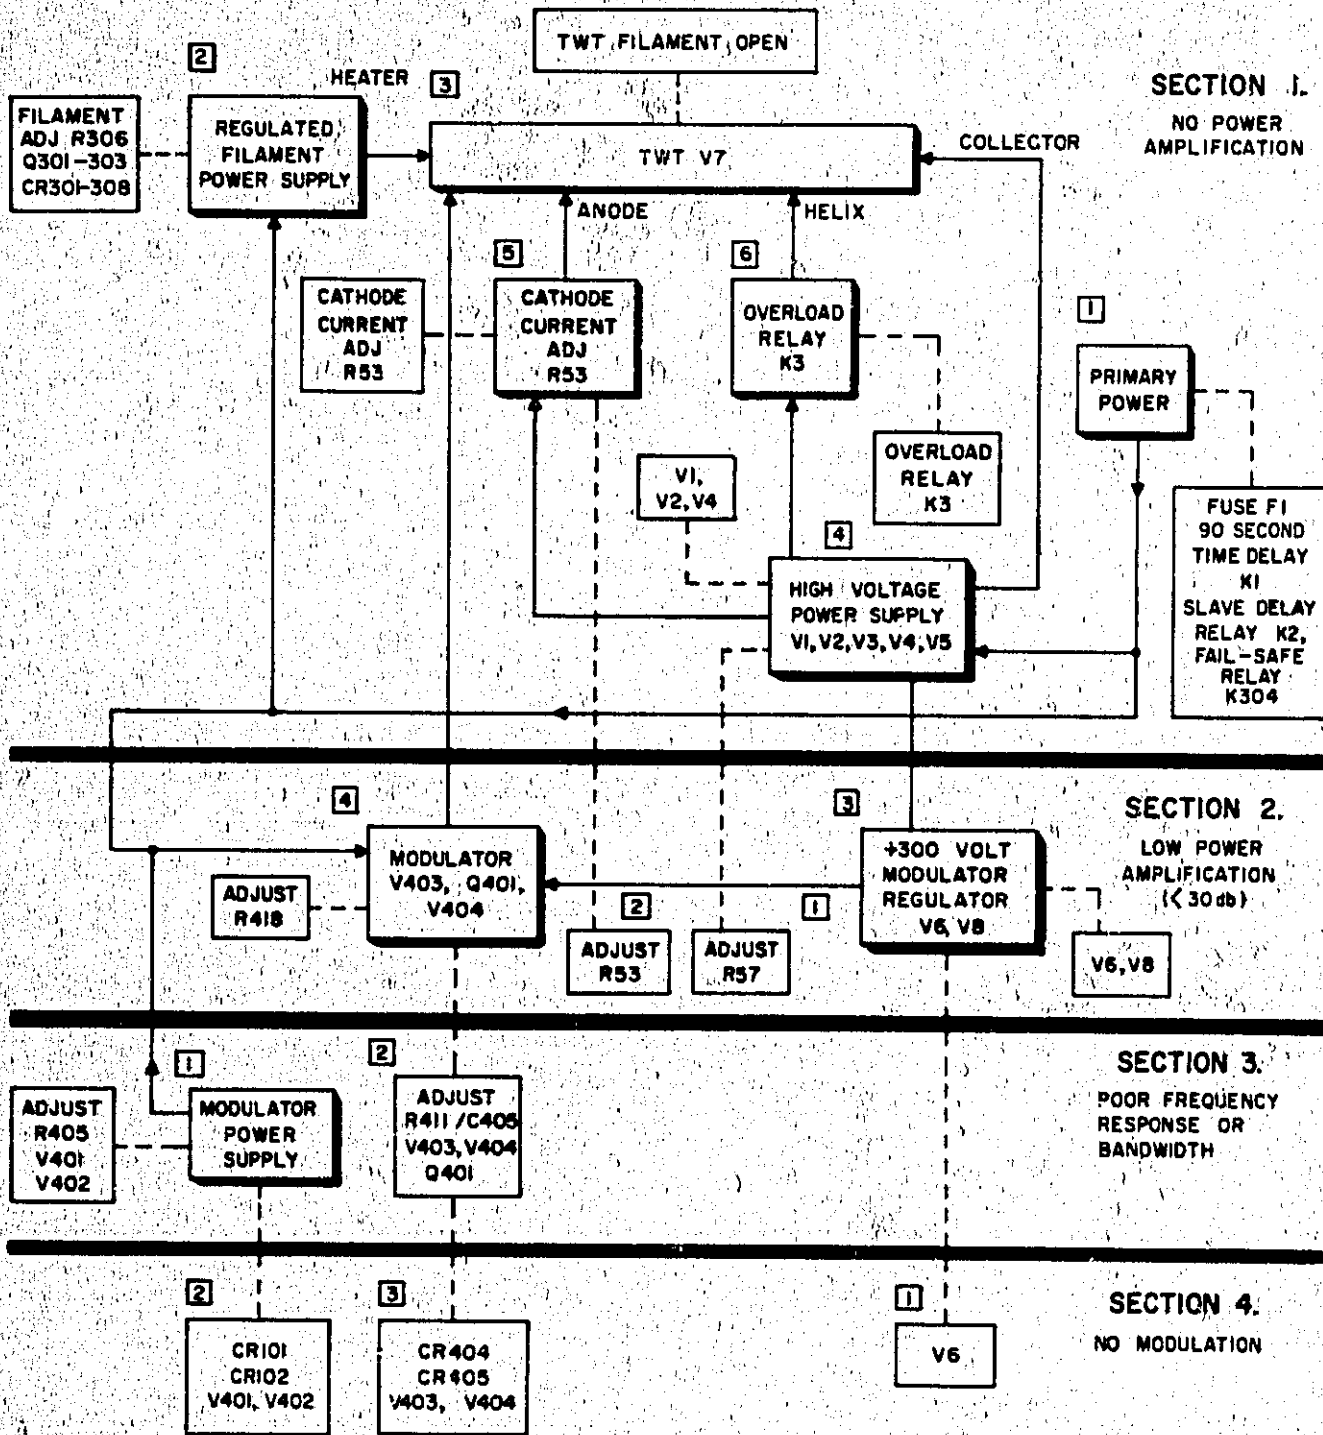 TWT FILAMENT OPEN
SECTION 1.
NO POWER
AMPLIFICATION
2
HEATER
3
FILAMENT
ADJ R306
Q301-303
CR301-308
REGULATED
FILAMENT
POWER SUPPLY
TWT V7
COLLECTOR
ANODE
HELIX
5
6
CATHODE
CURRENT
ADJ
R53
CATHODE
CURRENT
ADJ
R53
OVERLOAD
RELAY
K3
1
PRIMARY
POWER
V1,
V2, V4
OVERLOAD
RELAY
K3
FUSE F1
90 SECOND
TIME DELAY
K1
SLAVE DELAY
RELAY K2,
FAIL-SAFE
RELAY
K304
4
HIGH VOLTAGE
POWER SUPPLY
V1, V2, V3, V4, V5
SECTION 2.
LOW POWER
AMPLIFICATION
(< 30 db)
4
MODULATOR
V403, Q401,
V404
ADJUST
R418
3
+300 VOLT
MODULATOR
REGULATOR
V6, V8
1
2
ADJUST
R53
ADJUST
R57
V6, V8
SECTION 3.
POOR FREQUENCY
RESPONSE OR
BANDWIDTH
1
ADJUST
R405
V401
V402
MODULATOR
POWER
SUPPLY
2
ADJUST
R411 /C405
V403, V404
Q401
SECTION 4.
NO MODULATION
2
CR101
CR102
V401, V402
3
CR404
CR405
V403, V404
1
V6